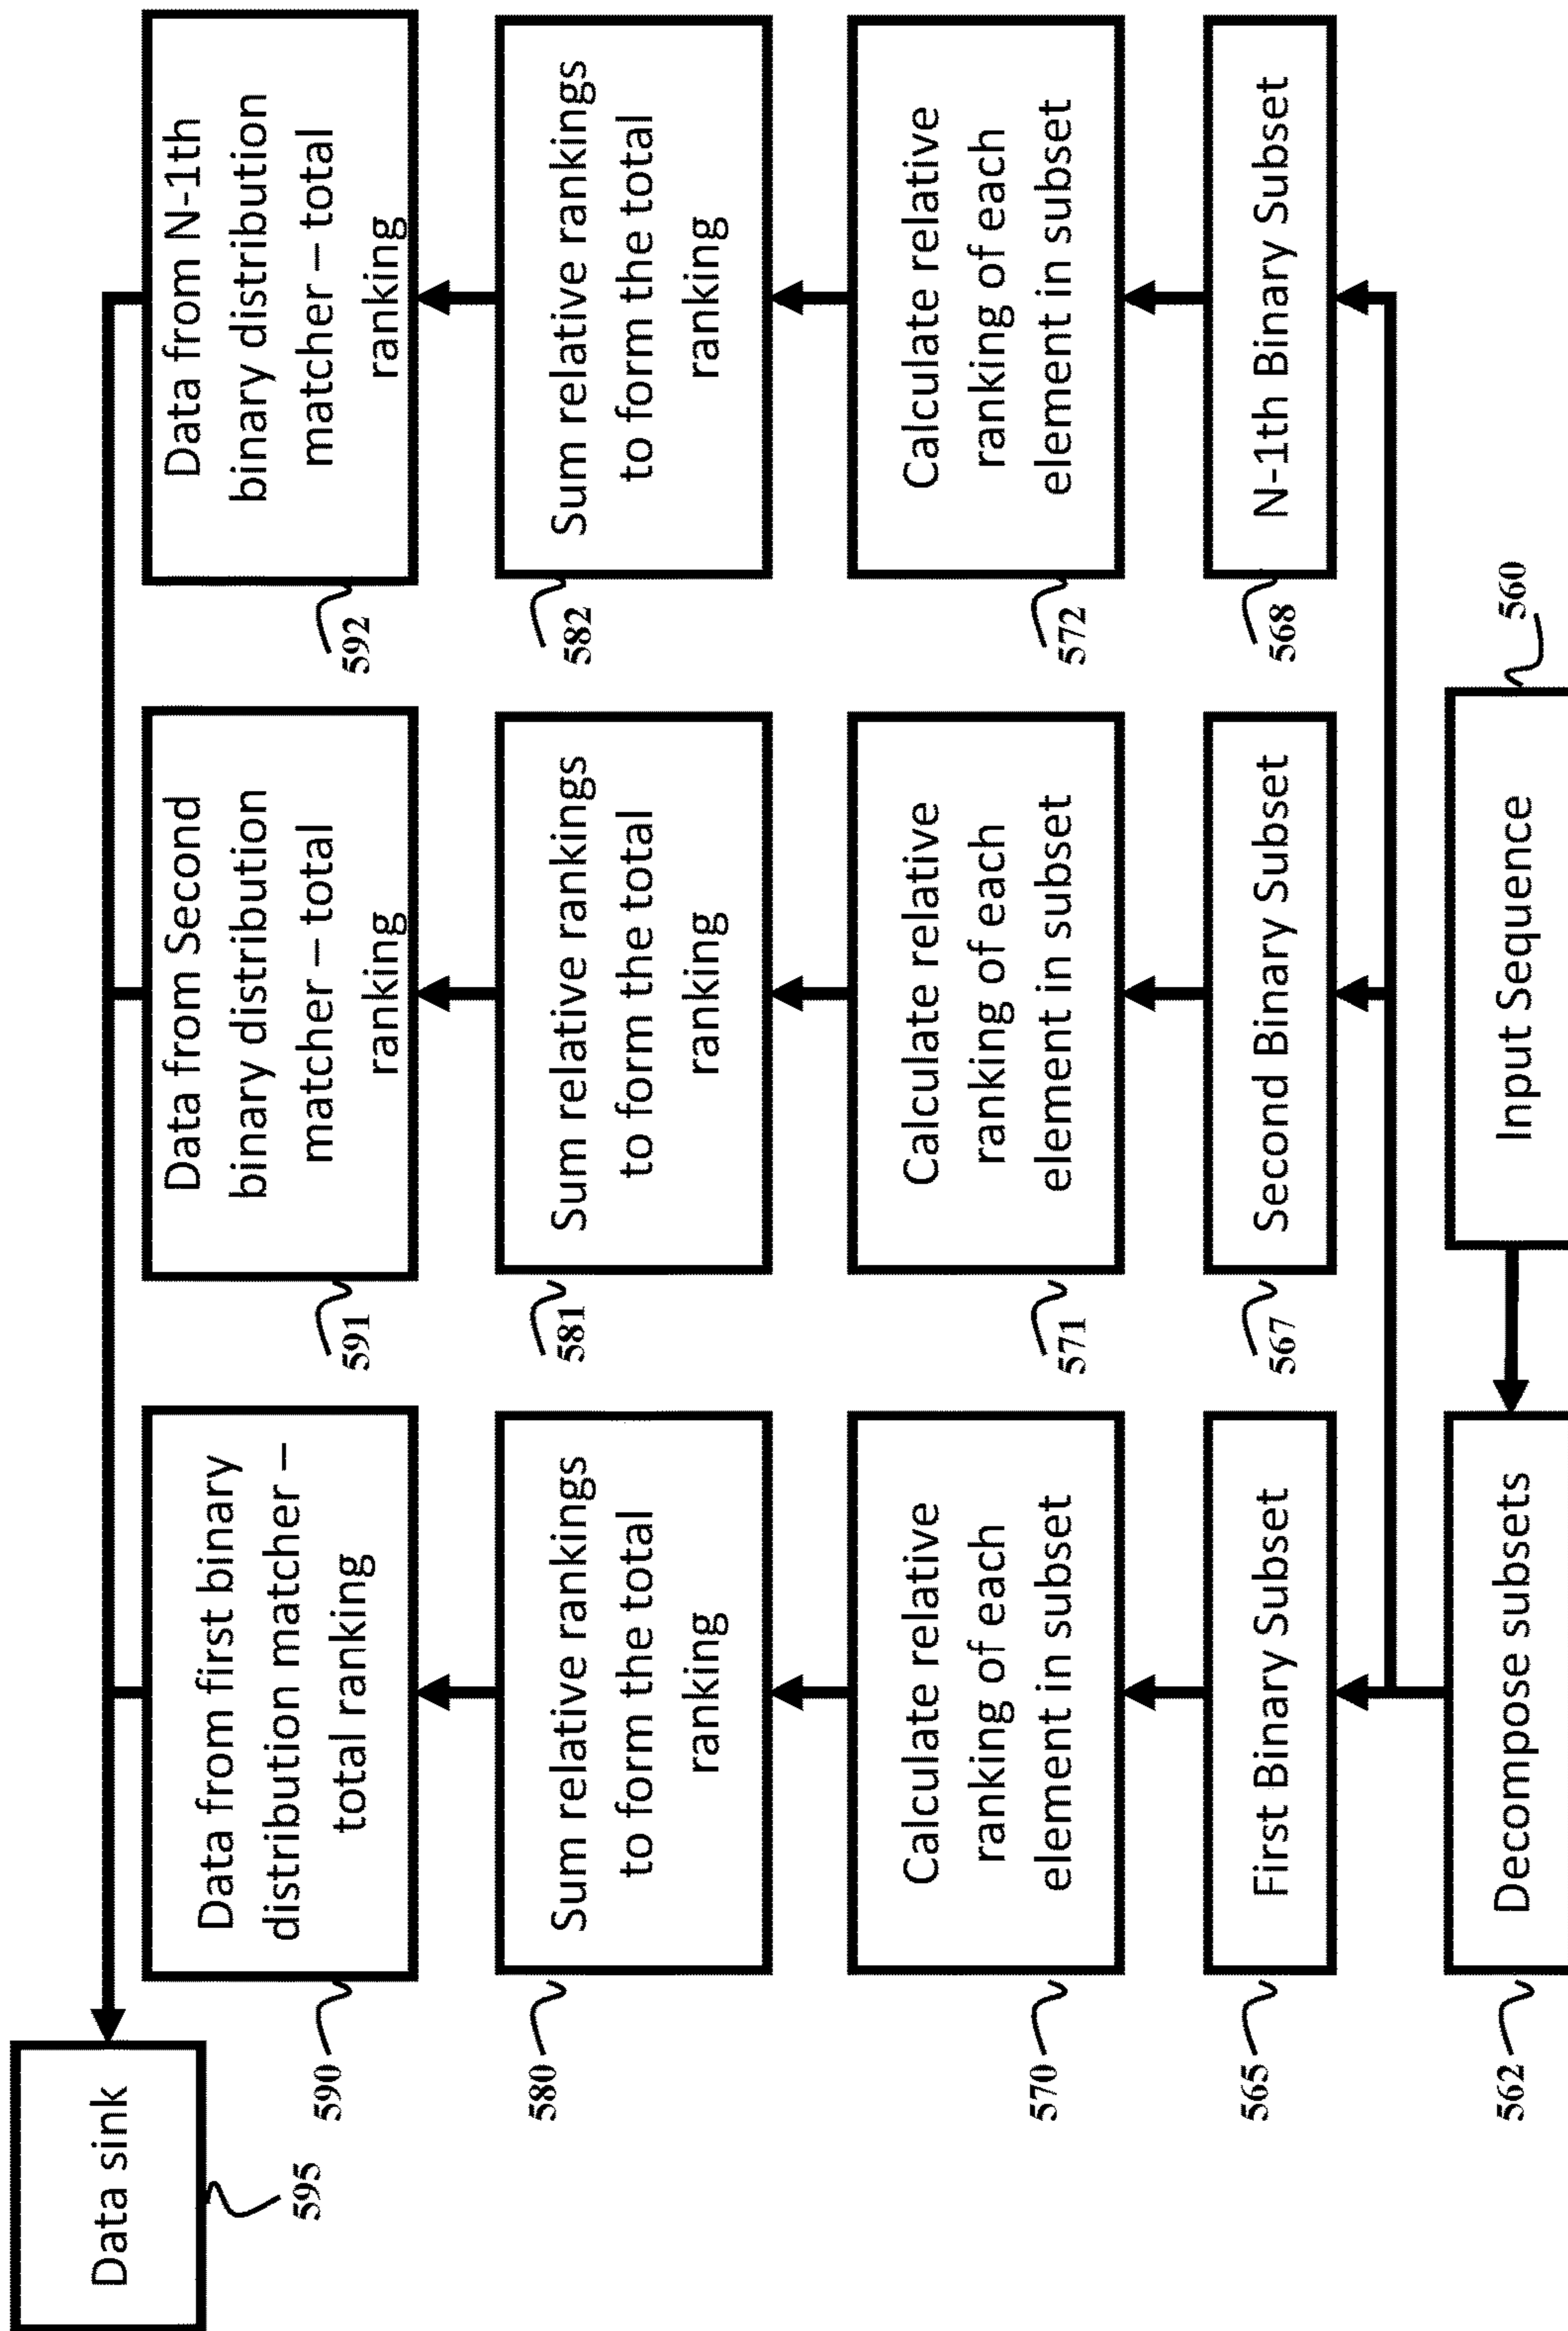 Data sink
595
Data from first binary
distribution matcher –
total ranking
590
Data from Second
binary distribution
matcher – total
ranking
591
Data from N-1th
binary distribution
matcher – total
ranking
592
Sum relative rankings
to form the total
ranking
580
Sum relative rankings
to form the total
ranking
581
Sum relative rankings
to form the total
ranking
582
Calculate relative
ranking of each
element in subset
570
Calculate relative
ranking of each
element in subset
571
Calculate relative
ranking of each
element in subset
572
First Binary Subset
565
Second Binary Subset
567
N-1th Binary Subset
568
Decompose subsets
562
Input Sequence
560